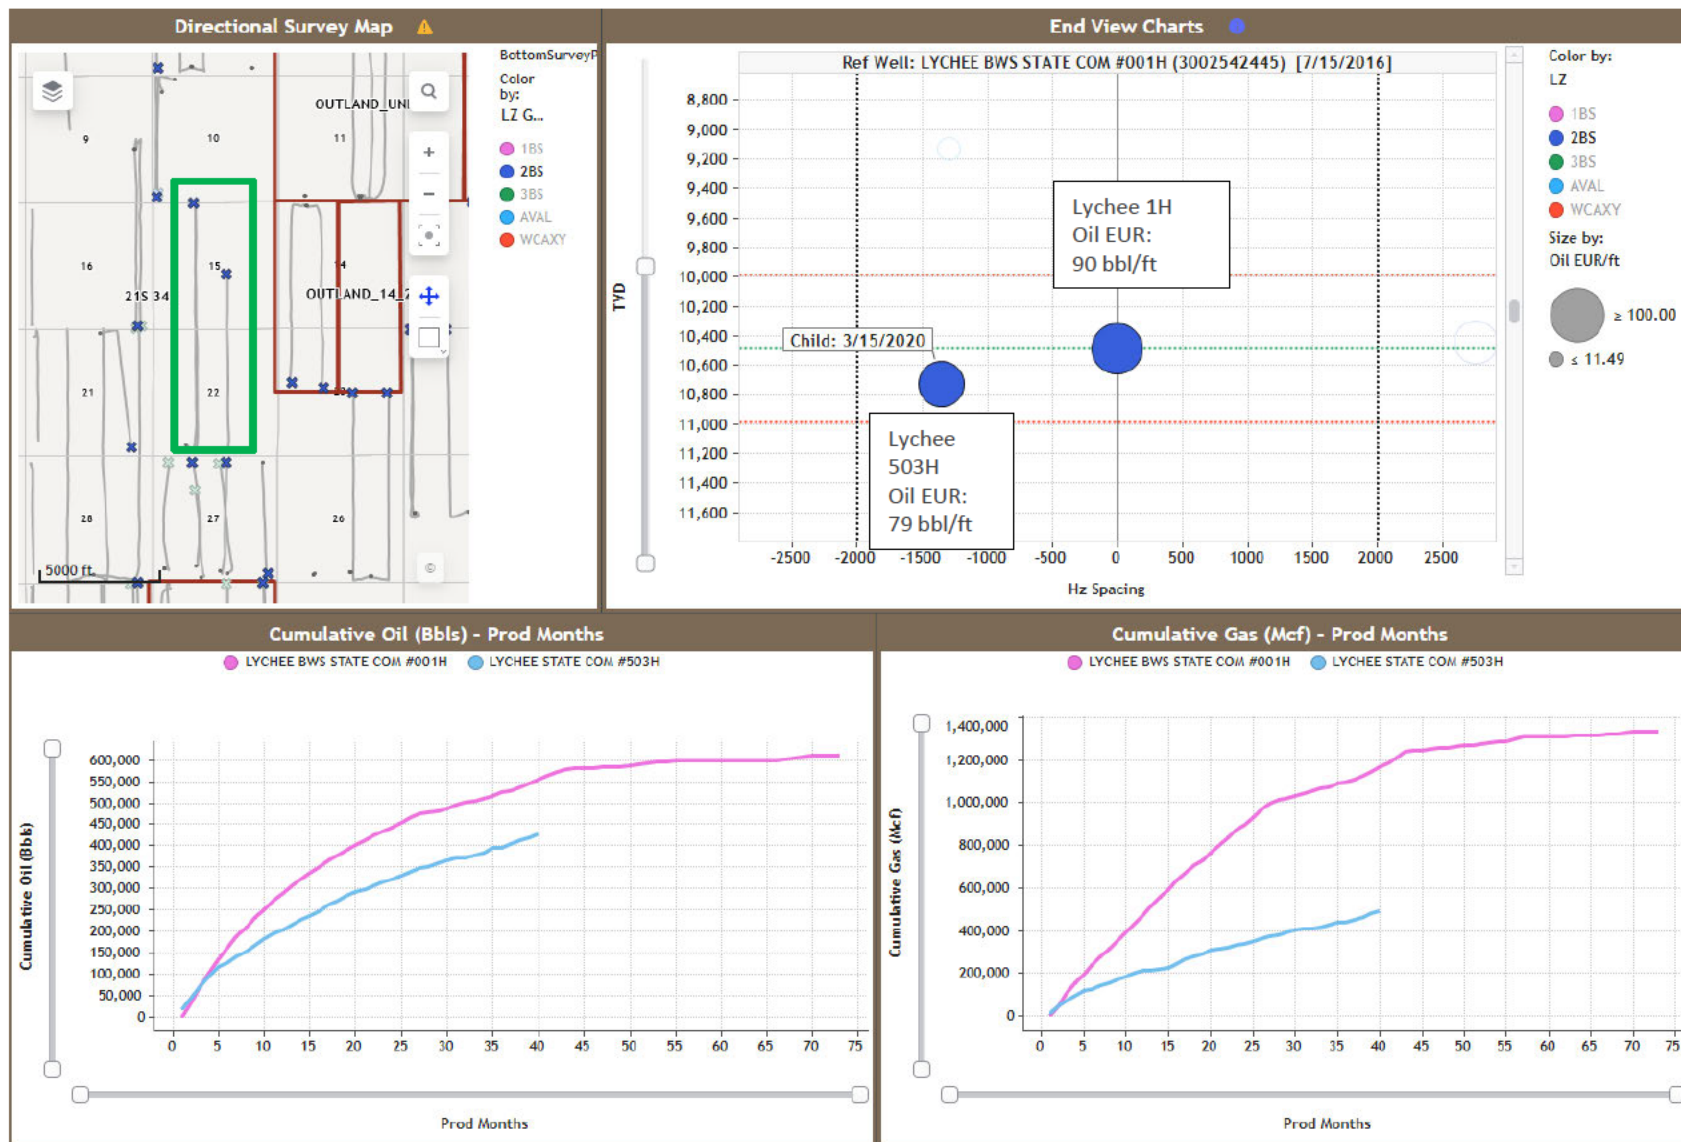 Directional Survey Map
End View Charts
BottomSurveyP
Color
by:
LZ G...
1BS
2BS
3BS
AVAL
WCAXY
OUTLAND_UNI
9
10
11
16
15
14
21S 34
OUTLAND_14_2
21
22
28
27
26
5000 ft
Ref Well: LYCHEE BWS STATE COM #001H (3002542445) [7/15/2016]
TVD
8,800
9,000
9,200
9,400
9,600
9,800
10,000
10,200
10,400
10,600
10,800
11,000
11,200
11,400
11,600
Lychee 1H
Oil EUR:
90 bbl/ft
Child: 3/15/2020
Lychee
503H
Oil EUR:
79 bbl/ft
-2500
-2000
-1500
-1000
-500
0
500
1000
1500
2000
2500
Hz Spacing
Color by:
LZ
1BS
2BS
3BS
AVAL
WCAXY
Size by:
Oil EUR/ft
≥ 100.00
≤ 11.49
Cumulative Oil (Bbls) - Prod Months
LYCHEE BWS STATE COM #001H LYCHEE STATE COM #503H
Cumulative Oil (Bbls)
600,000
550,000
500,000
450,000
400,000
350,000
300,000
250,000
200,000
150,000
100,000
50,000
0
0 5 10 15 20 25 30 35 40 45 50 55 60 65 70 75
Prod Months
Cumulative Gas (Mcf) - Prod Months
LYCHEE BWS STATE COM #001H LYCHEE STATE COM #503H
Cumulative Gas (Mcf)
1,400,000
1,200,000
1,000,000
800,000
600,000
400,000
200,000
0
0 5 10 15 20 25 30 35 40 45 50 55 60 65 70 75
Prod Months